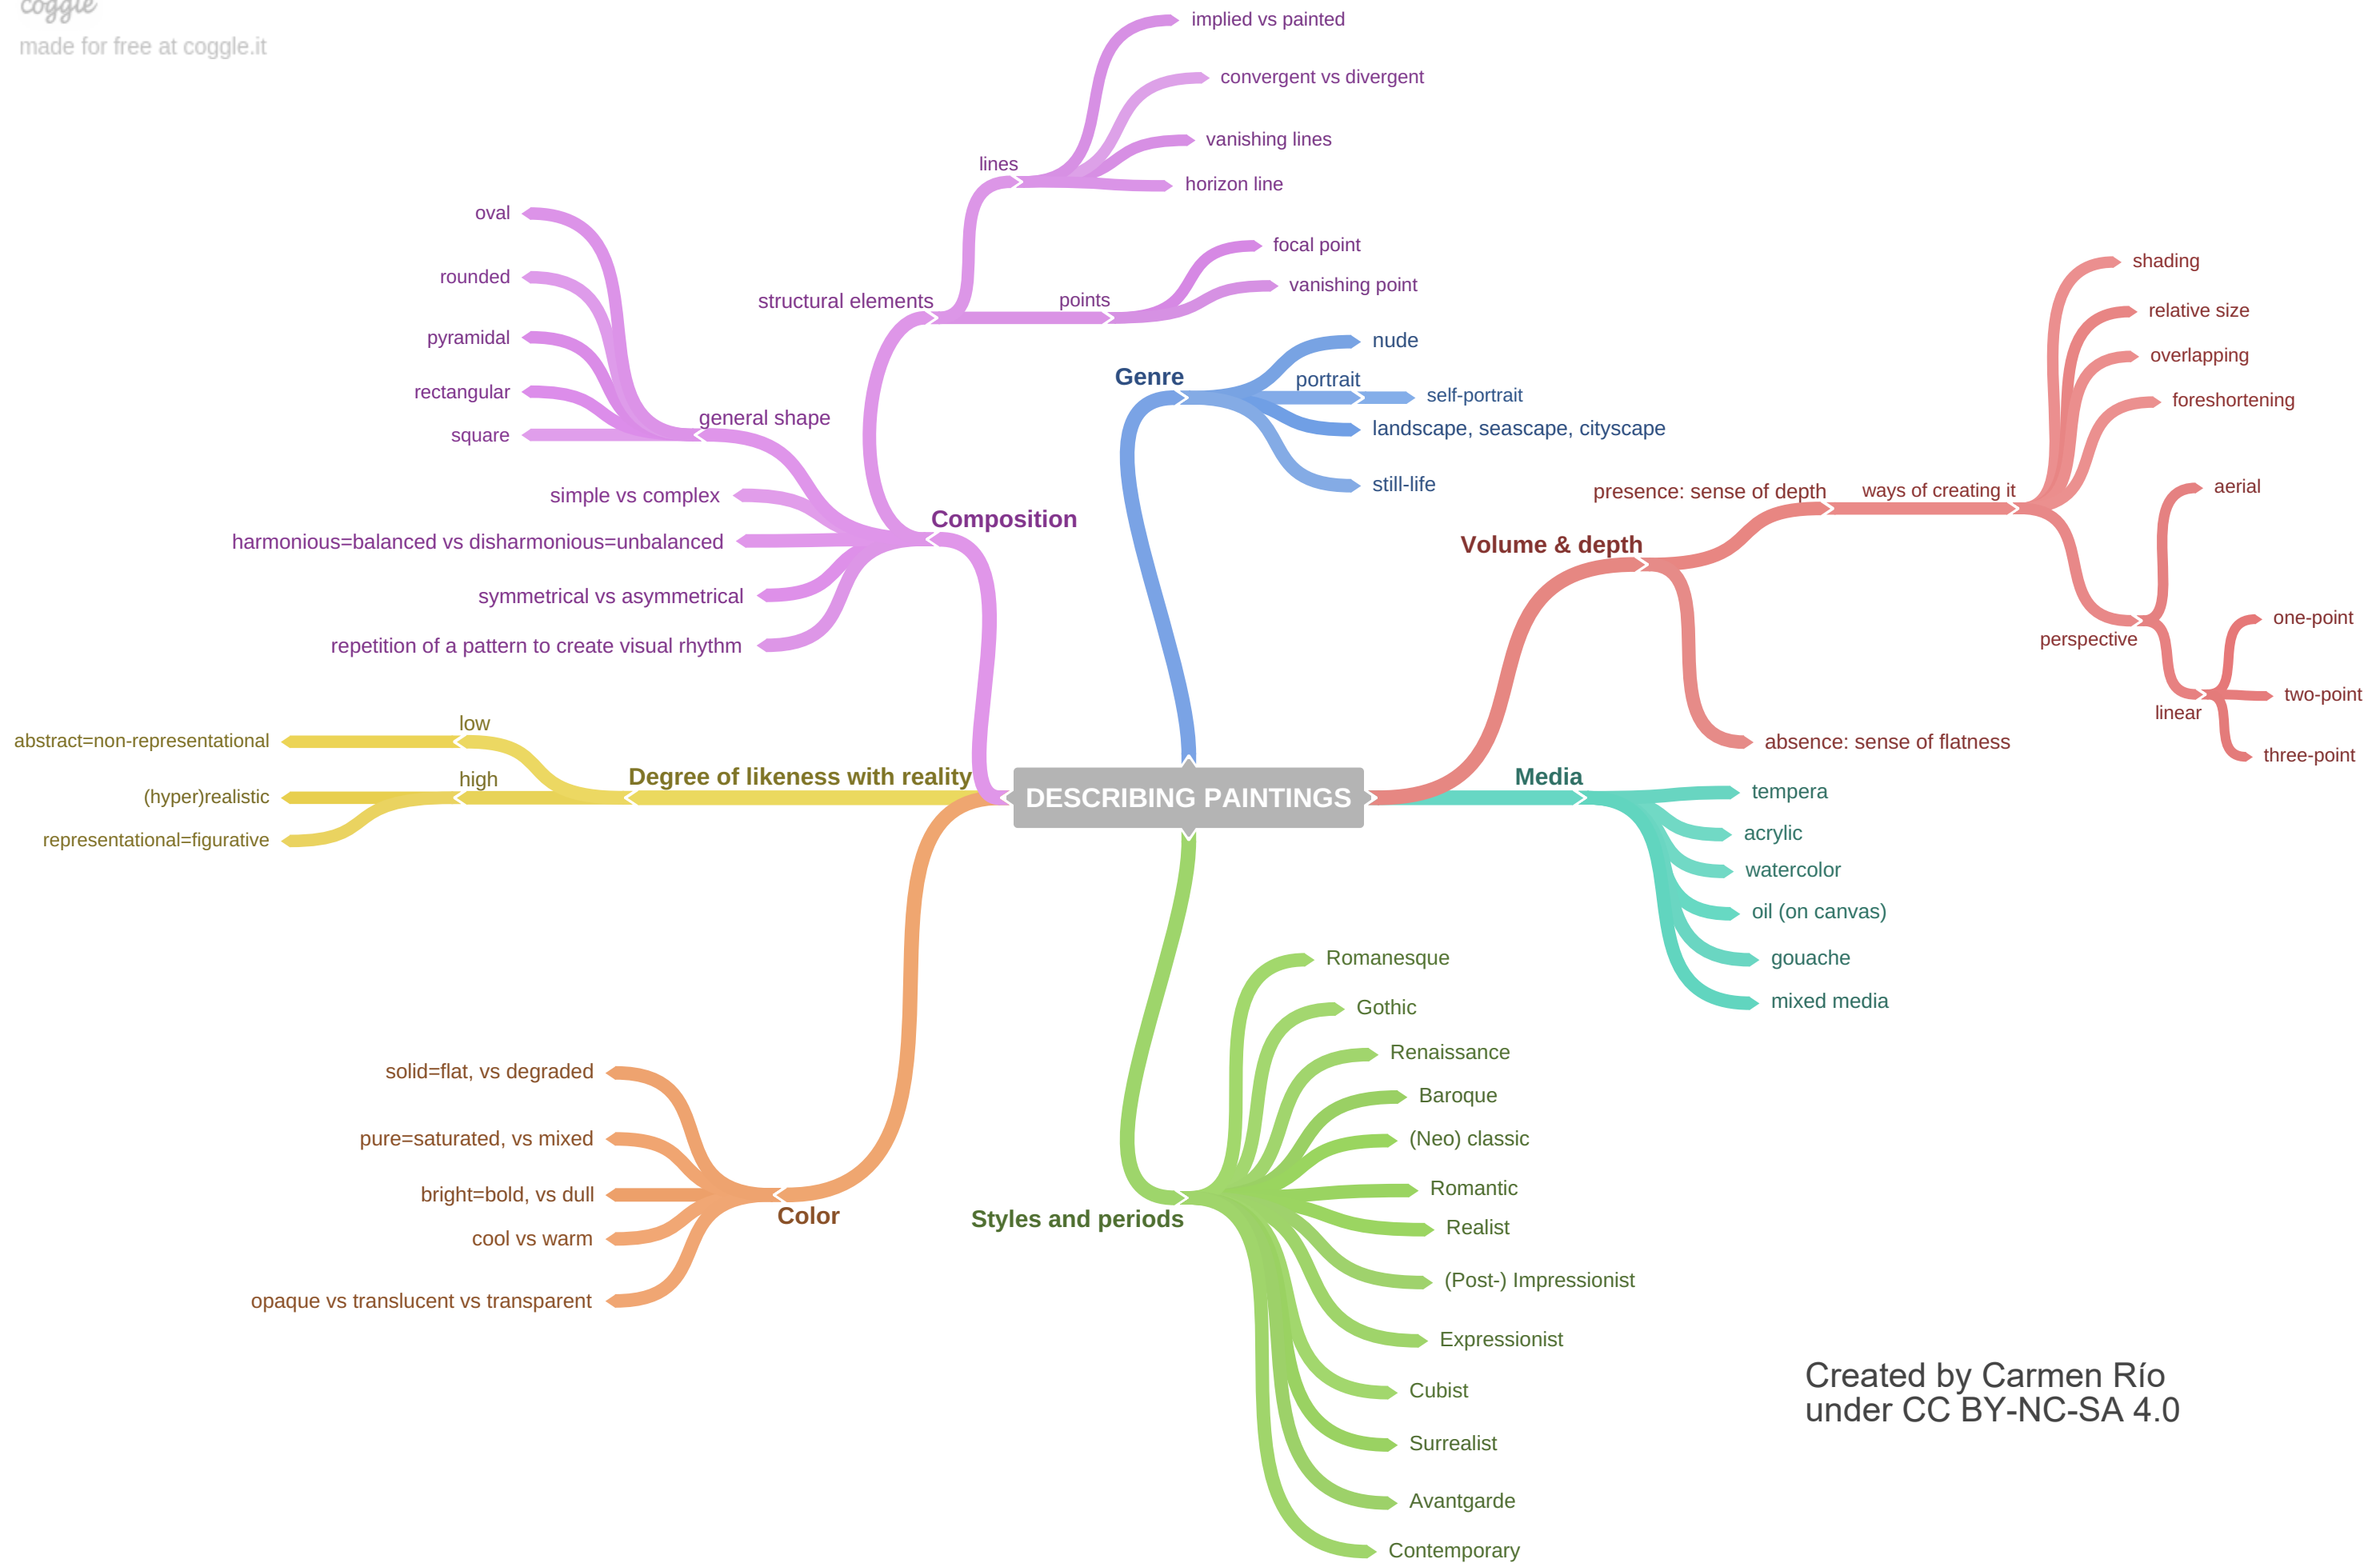 coggle
made for free at coggle.it
implied vs painted
convergent vs divergent
vanishing lines
lines
horizon line
oval
focal point
rounded
vanishing point
structural elements
points
pyramidal
rectangular
general shape
square
simple vs complex
Composition
harmonious=balanced vs disharmonious=unbalanced
symmetrical vs asymmetrical
repetition of a pattern to create visual rhythm
Genre
nude
portrait
self-portrait
landscape, seascape, cityscape
still-life
shading
relative size
overlapping
foreshortening
presence: sense of depth
ways of creating it
aerial
Volume & depth
one-point
perspective
two-point
linear
three-point
absence: sense of flatness
low
abstract=non-representational
high
Degree of likeness with reality
(hyper)realistic
representational=figurative
DESCRIBING PAINTINGS
Media
tempera
acrylic
watercolor
oil (on canvas)
gouache
mixed media
solid=flat, vs degraded
pure=saturated, vs mixed
bright=bold, vs dull
Color
cool vs warm
opaque vs translucent vs transparent
Styles and periods
Romanesque
Gothic
Renaissance
Baroque
(Neo) classic
Romantic
Realist
(Post-) Impressionist
Expressionist
Cubist
Surrealist
Avantgarde
Contemporary
Created by Carmen Río
under CC BY-NC-SA 4.0